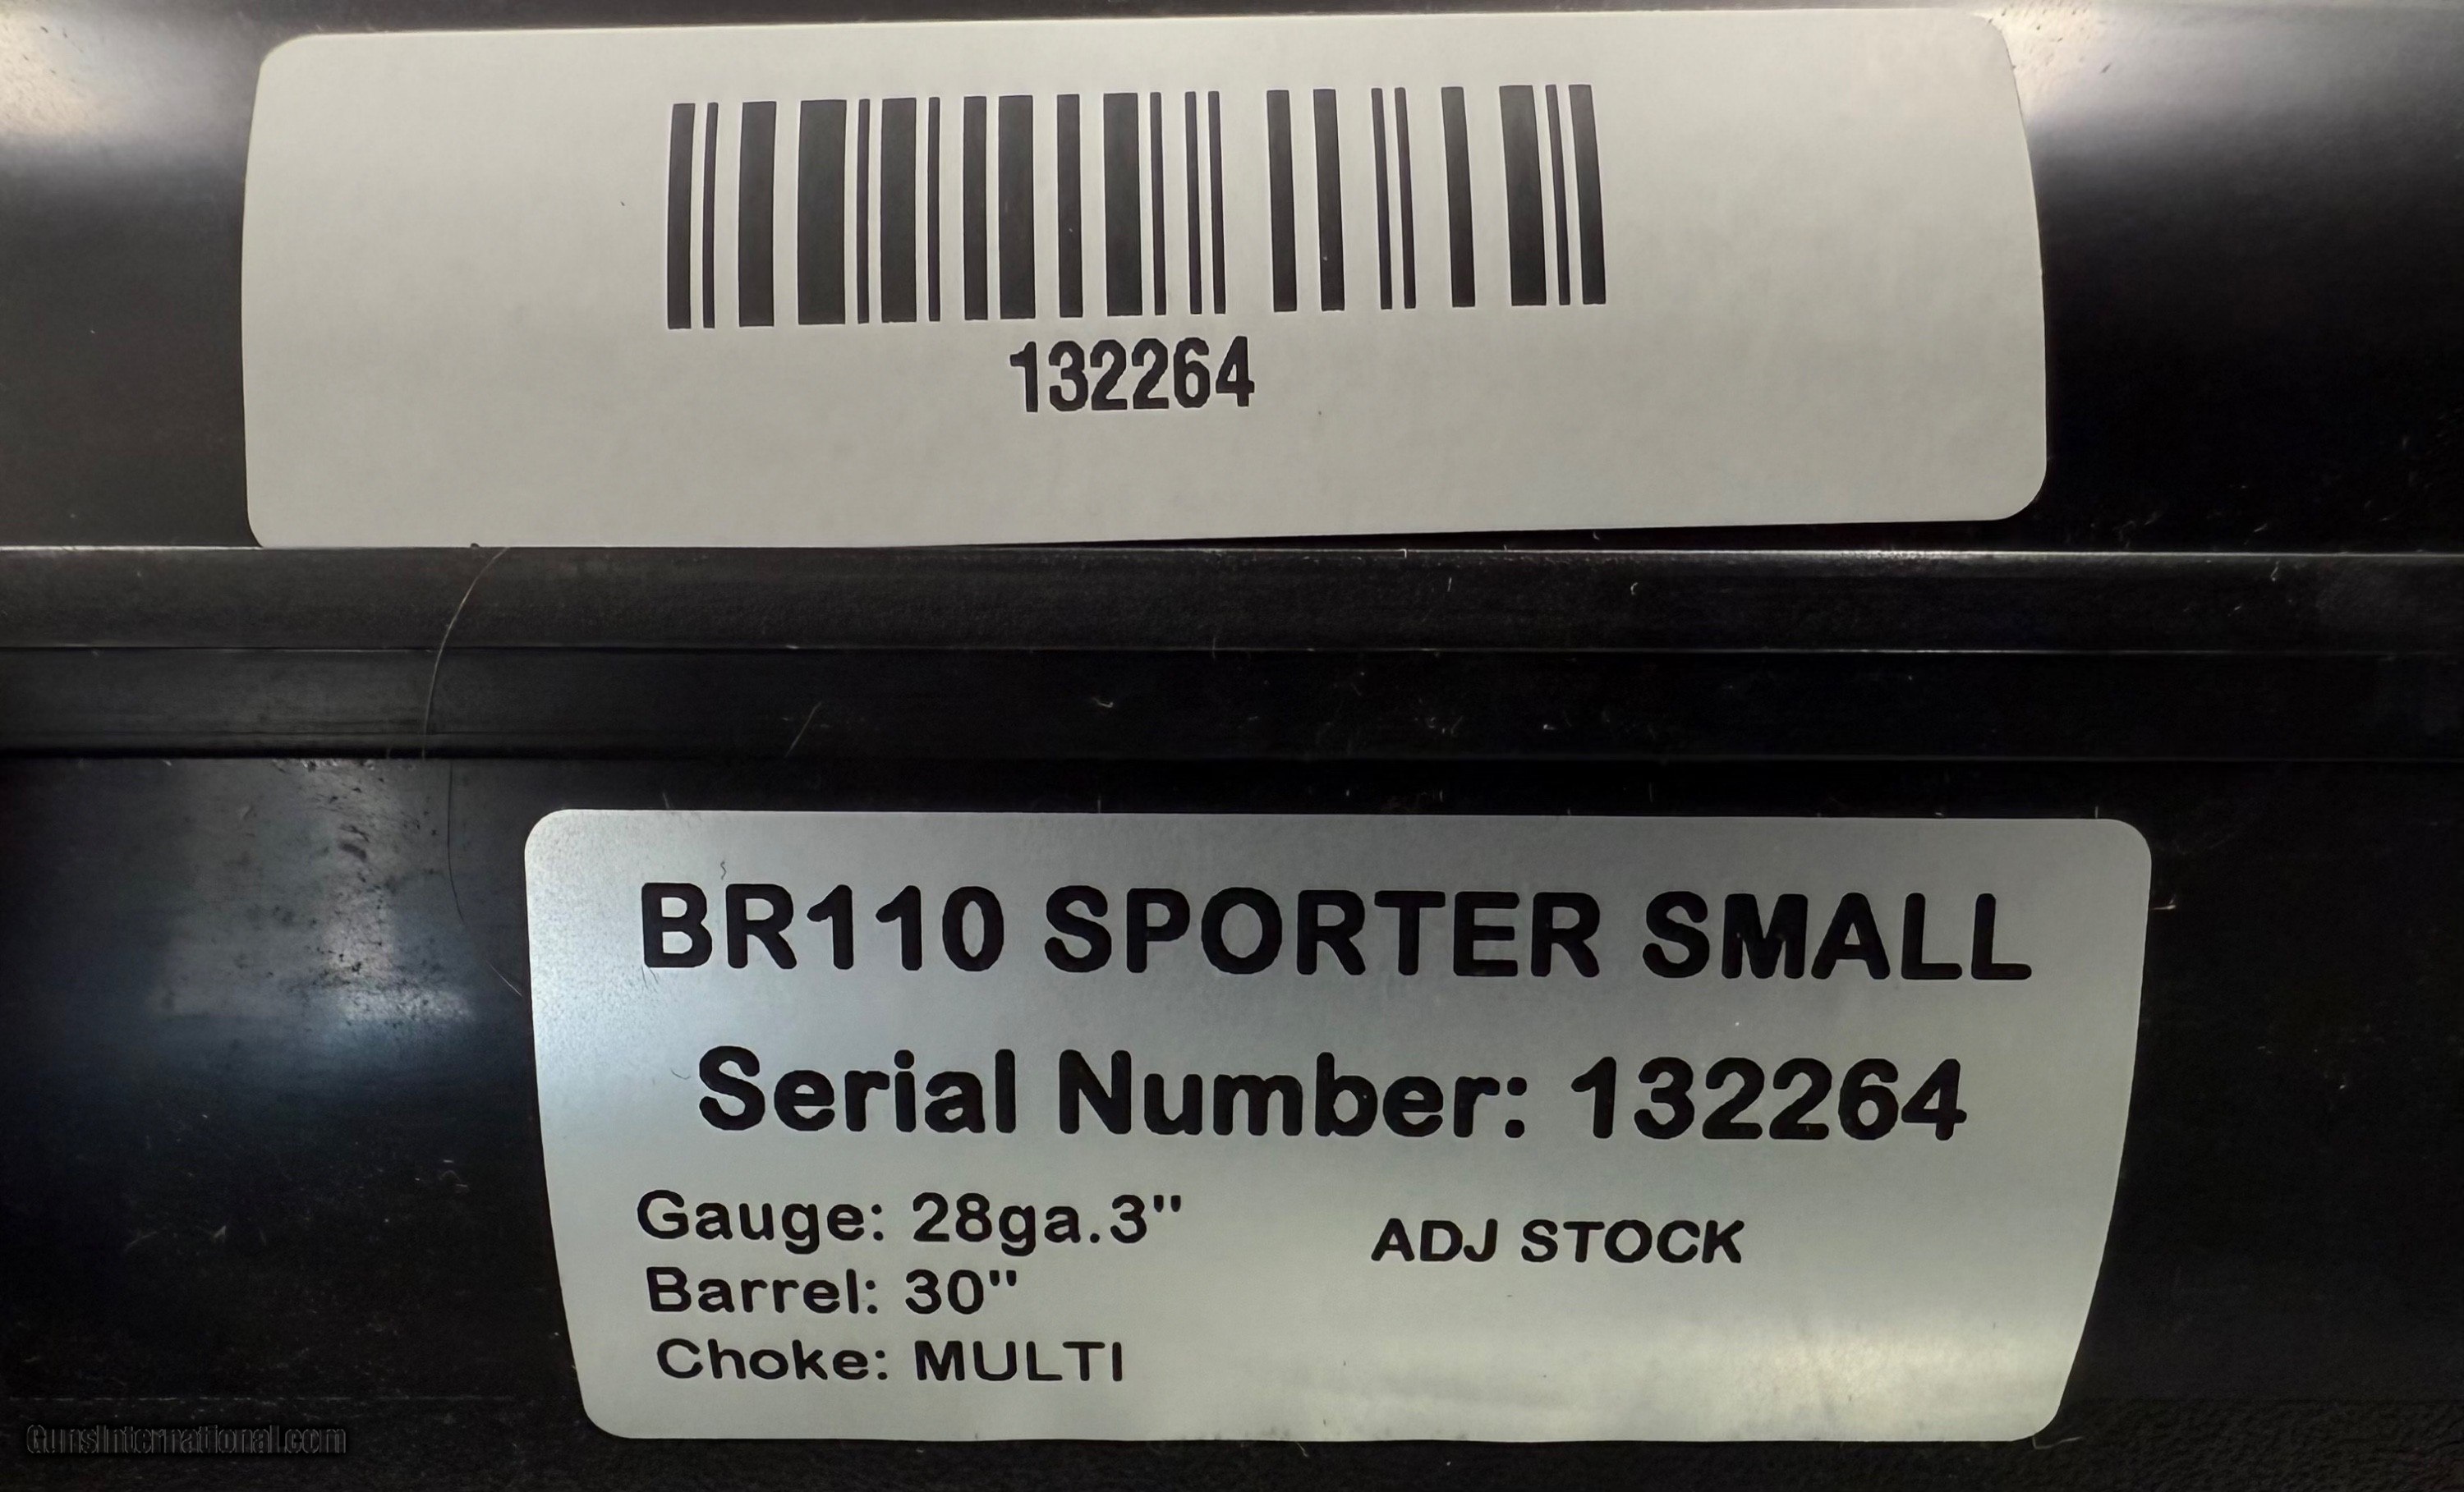 132264
BR110 SPORTER SMALL
Serial Number: 132264
Gauge: 28ga.3"
ADJ STOCK
Barrel: 30"
Choke: MULTI
GunsInternational.com